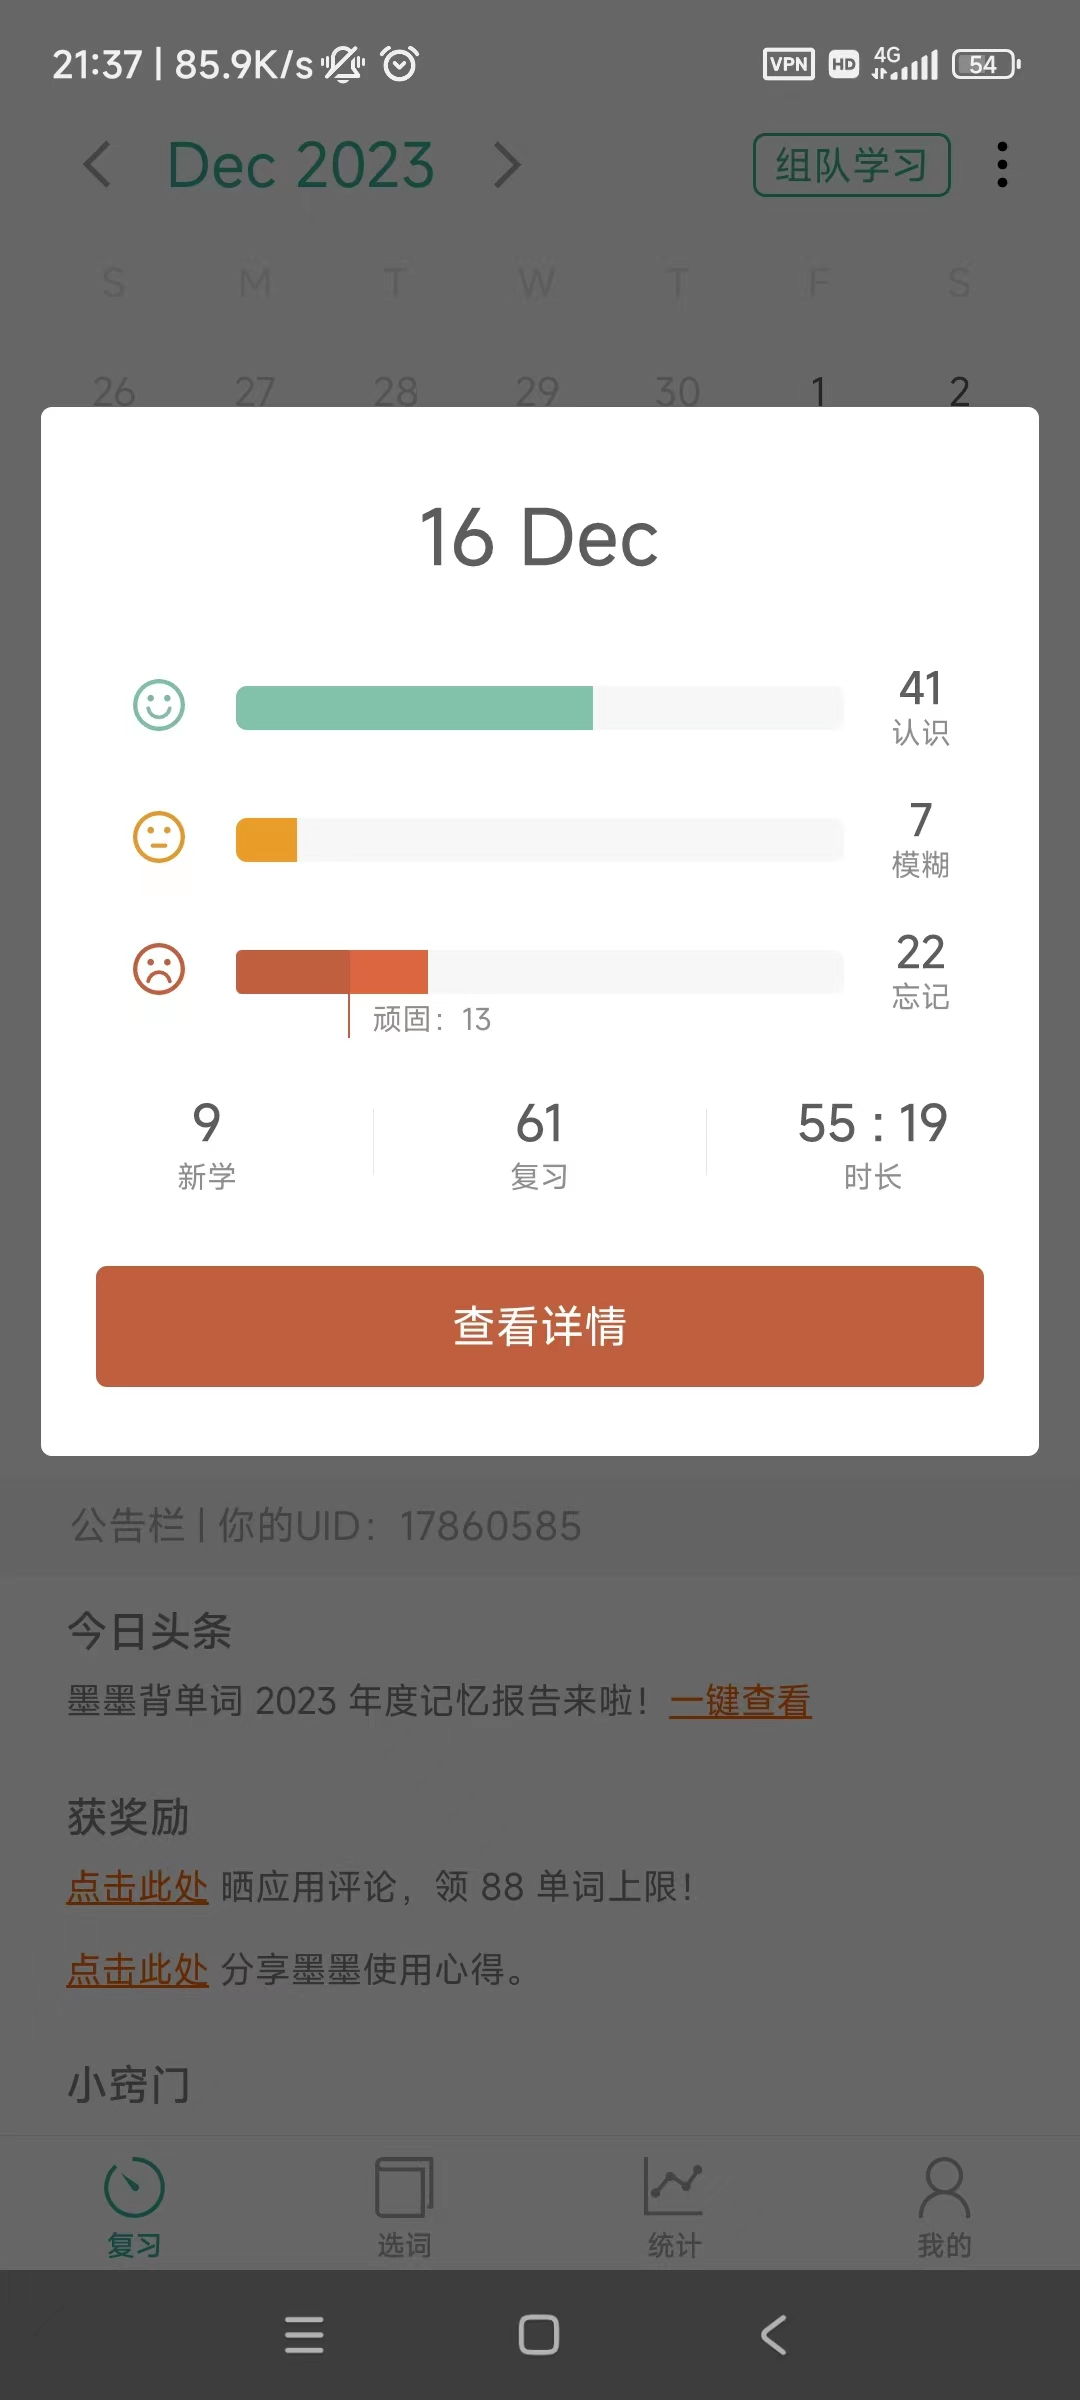 21:37 | 85.9K/s VPN HD 4G 54
Dec 2023 组队学习
S M T W T F S
26 27 28 29 30 1 2
16 Dec
41
认识
7
模糊
22
忘记
顽固：13
9 61 55 : 19
新学 复习 时长
查看详情
公告栏 | 你的UID：17860585
今日头条
墨墨背单词 2023 年度记忆报告来啦！一键查看
获奖励
点击此处 晒应用评论，领 88 单词上限！
点击此处 分享墨墨使用心得。
小窍门
复习 选词 统计 我的